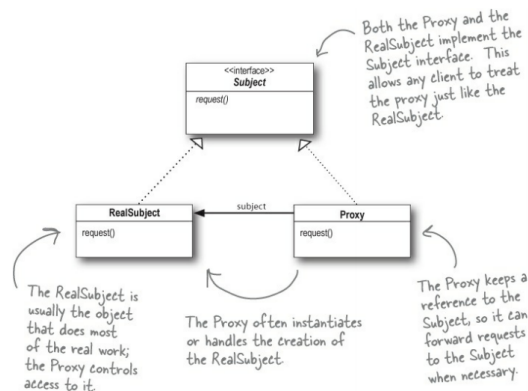 Both the Proxy and the
RealSubject implement the
Subject interface. This
allows any client to treat
the proxy just like the
RealSubject.
<<interface>>
Subject
request()
RealSubject
request()
subject
Proxy
request()
The RealSubject is
usually the object
that does most
of the real work;
the Proxy controls
access to it.
The Proxy often instantiates
or handles the creation of
the RealSubject.
The Proxy keeps a
reference to the
Subject, so it can
forward requests
to the Subject
when necessary.